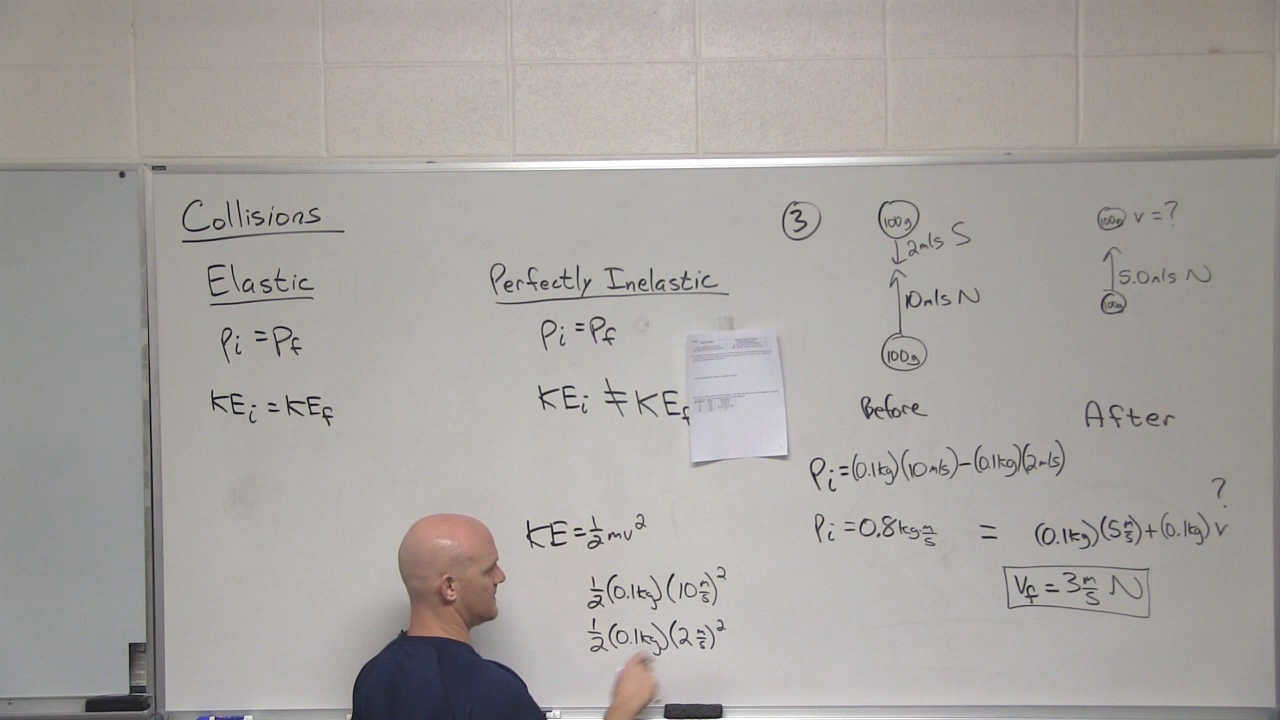 Collisions
Elastic
Pi = Pf
KEi = KEf
Perfectly Inelastic
Pi = Pf
KEi ≠ KEf
KE = ½mv²
½(0.1kg)(10 m/s)²
½(0.1kg)(2 m/s)²
3
100g
2m/s S
10m/s N
100g
Before
100g v = ?
5.0m/s N
100g
After
Pi = (0.1kg)(10m/s) - (0.1kg)(2m/s)
?
Pi = 0.8 kg·m/s = (0.1kg)(5 m/s) + (0.1kg) v
Vf = 3 m/s N